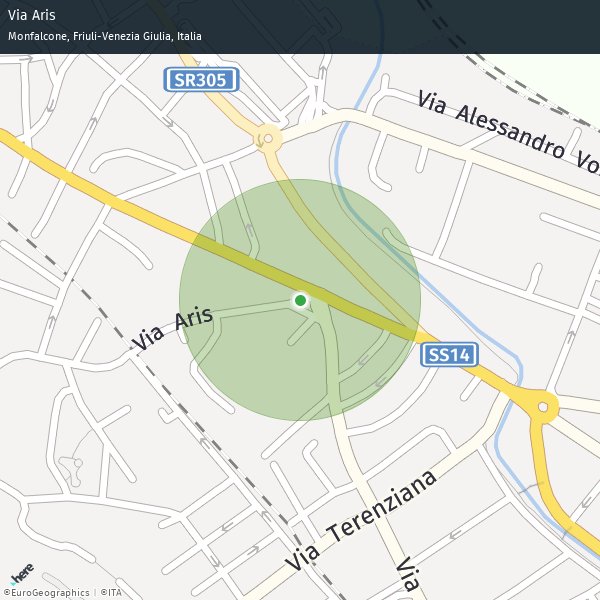 Via Aris
Monfalcone, Friuli-Venezia Giulia, Italia
SR305
Via Alessandro Vo
Via Aris
SS14
Via Terenziana
Via
here
©EuroGeographics | ©ITA